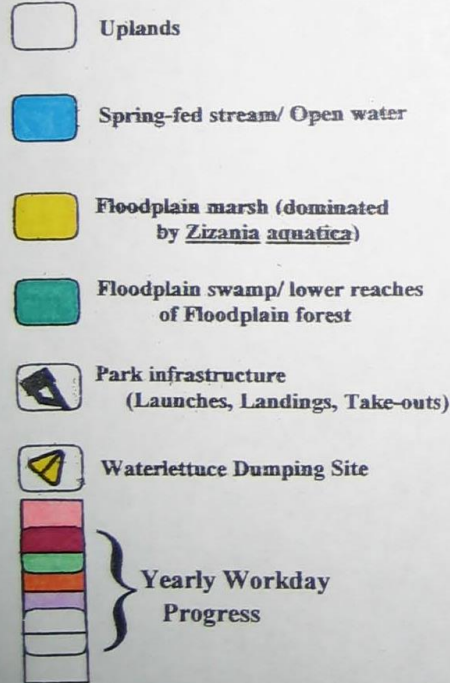 Uplands
Spring-fed stream/ Open water
Floodplain marsh (dominated
by Zizania aquatica)
Floodplain swamp/ lower reaches
of Floodplain forest
Park infrastructure
(Launches, Landings, Take-outs)
Waterlettuce Dumping Site
Yearly Workday
Progress